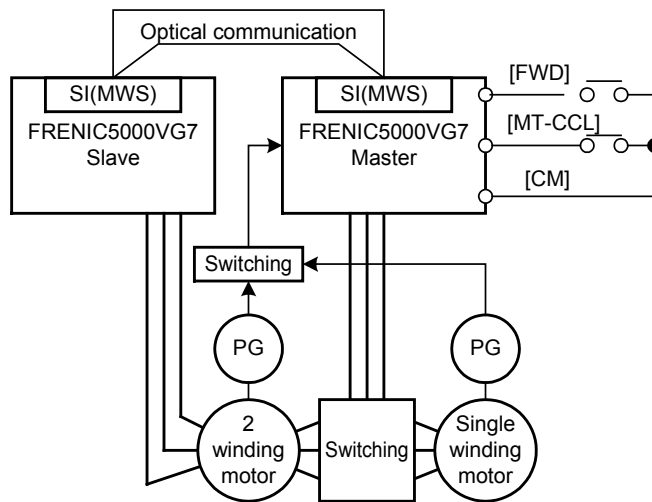 Optical communication
SI(MWS)
FRENIC5000VG7
Slave
SI(MWS)
FRENIC5000VG7
Master
[FWD]
[MT-CCL]
[CM]
Switching
PG
PG
2
winding
motor
Switching
Single
winding
motor